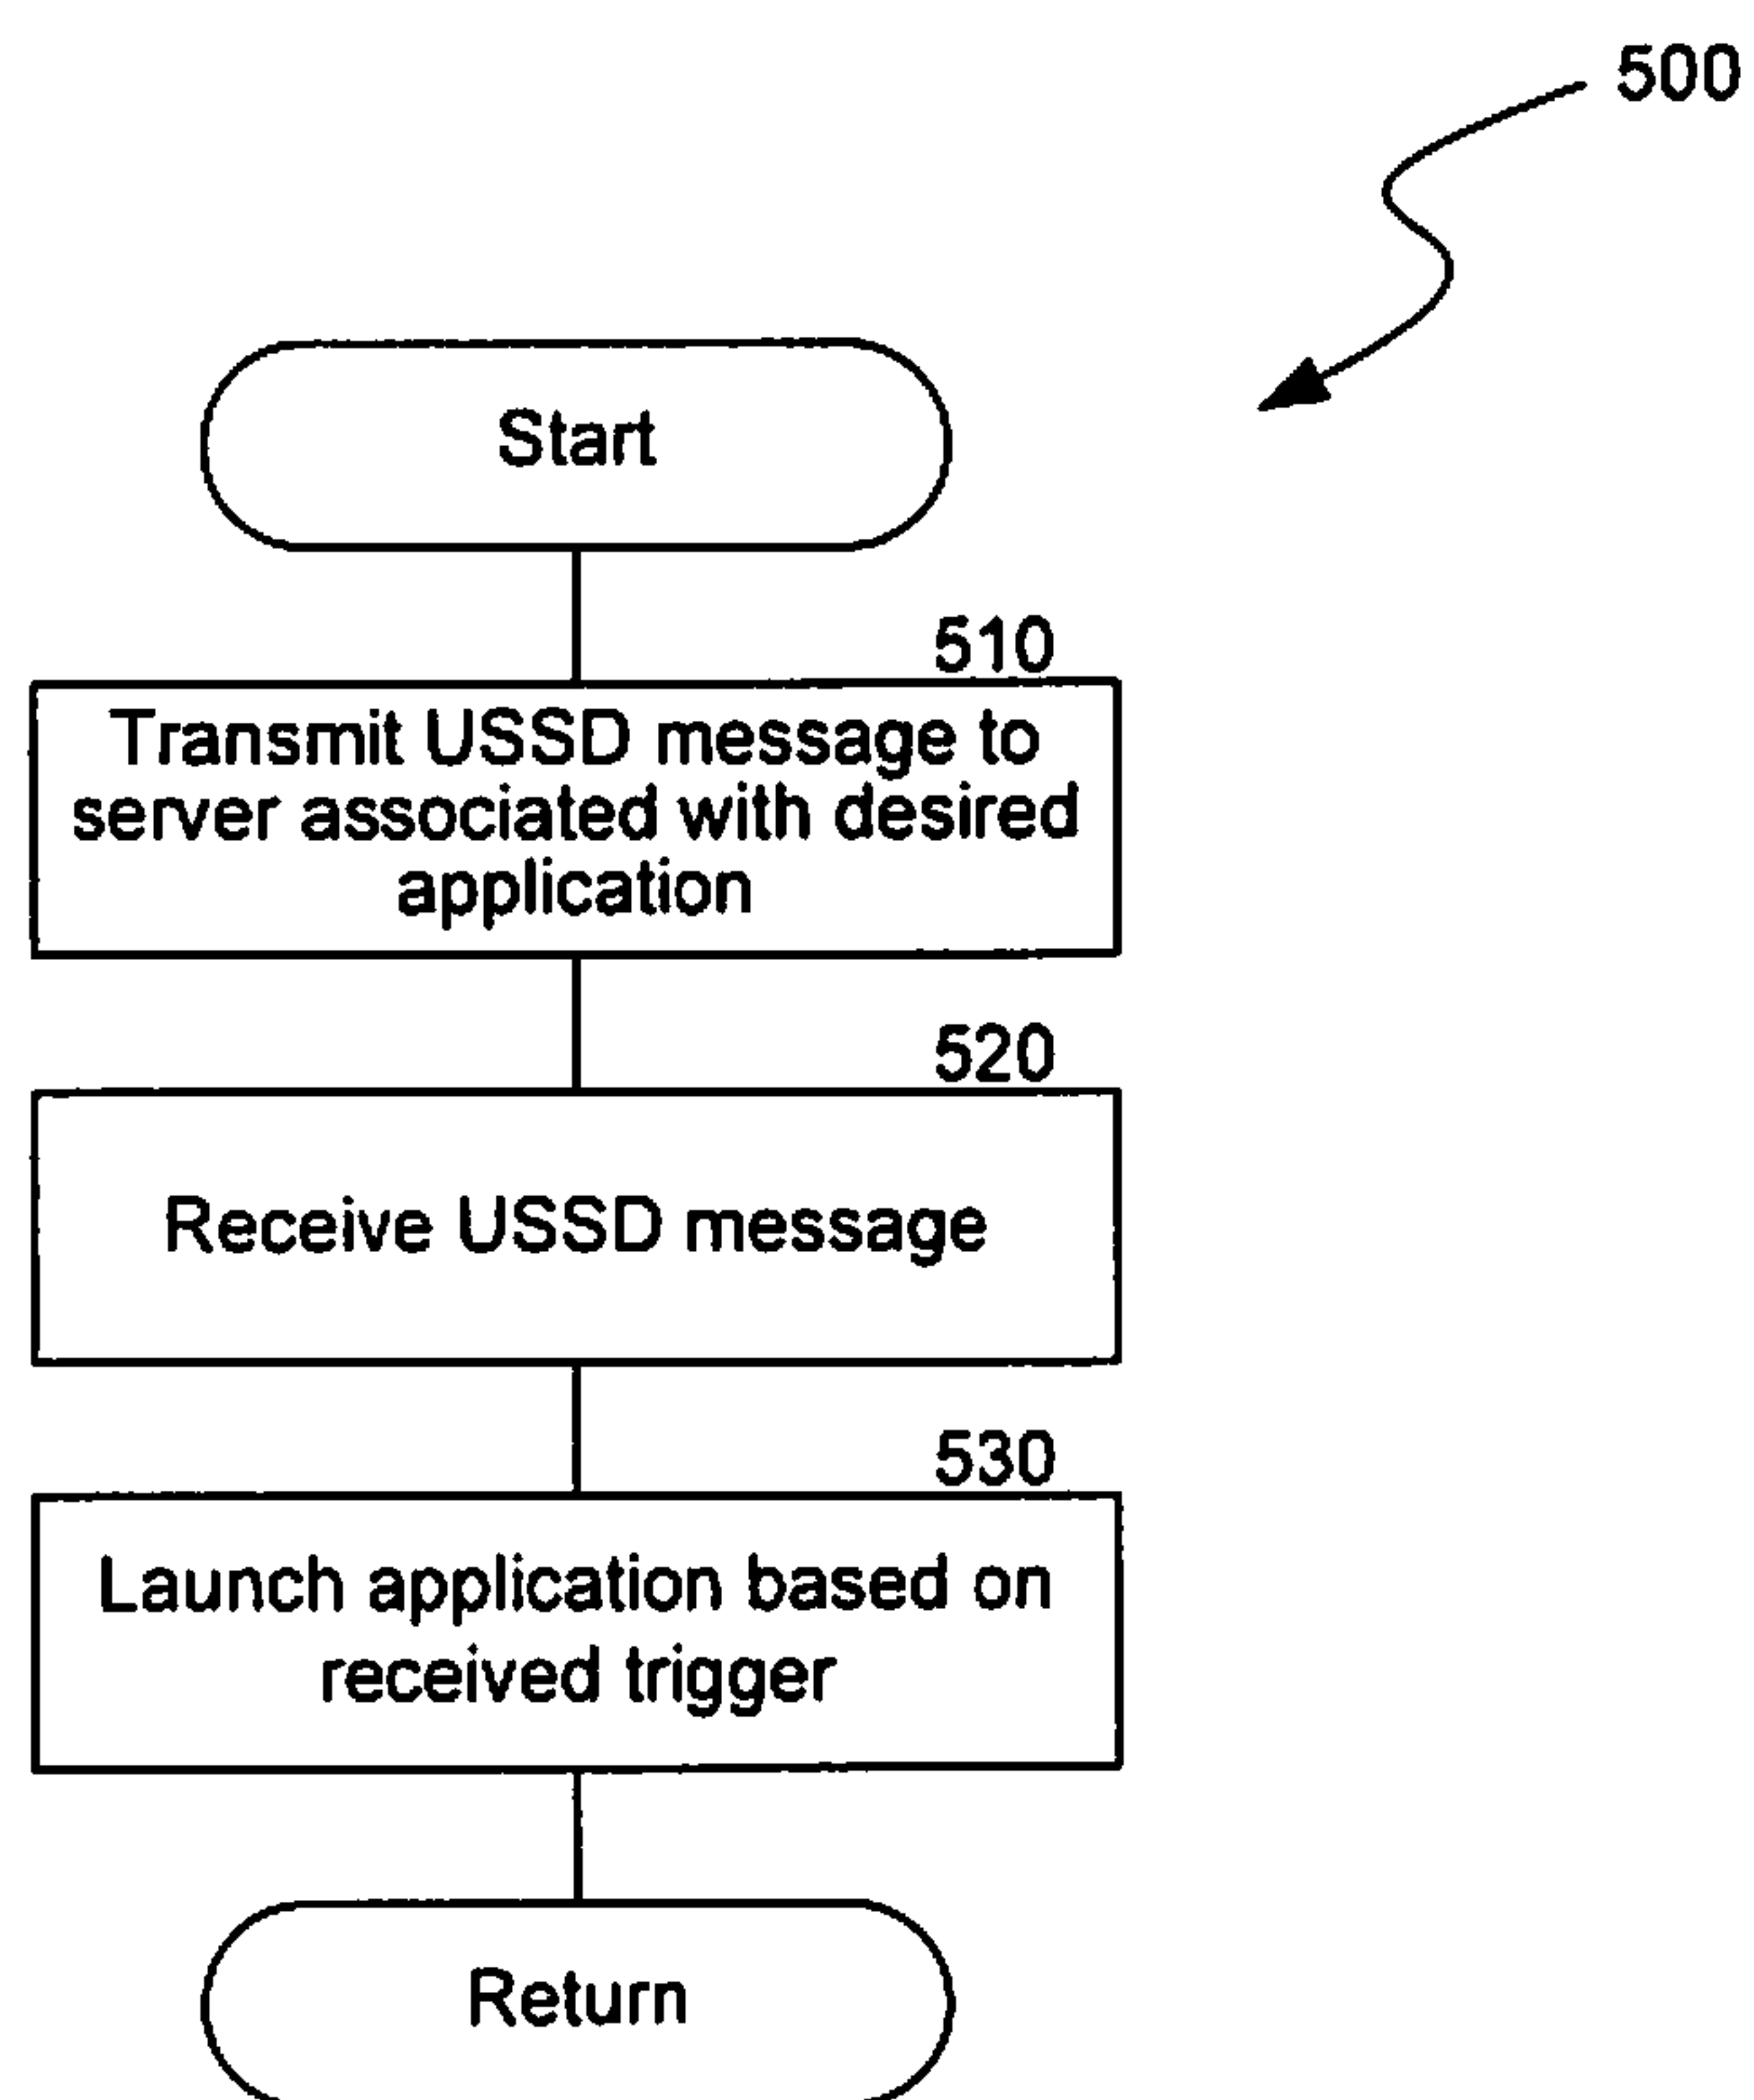 500
Start
510
Transmit USSD message to
server associated with desired
application
520
Receive USSD message
530
Launch application based on
received trigger
Return